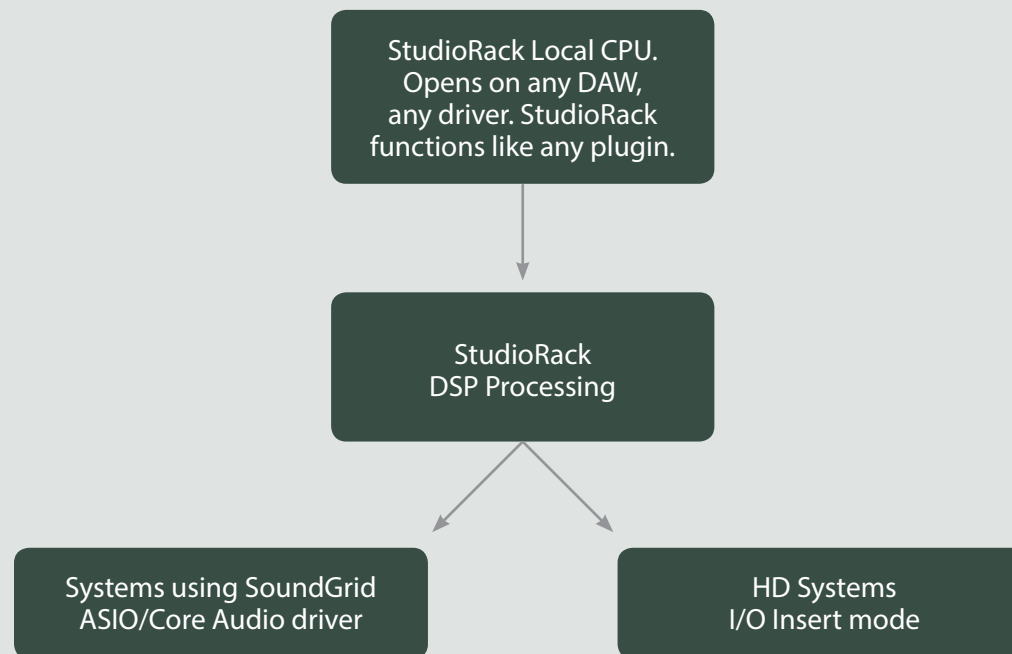 StudioRack Local CPU.
Opens on any DAW,
any driver. StudioRack
functions like any plugin.
StudioRack
DSP Processing
Systems using SoundGrid
ASIO/Core Audio driver
HD Systems
I/O Insert mode